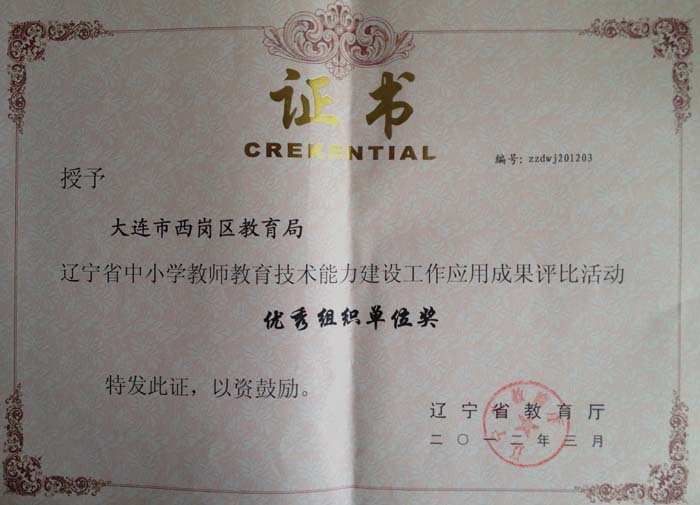 证书
CREKENTIAL
编号：zzdwj201203
授予
大连市西岗区教育局
辽宁省中小学教师教育技术能力建设工作应用成果评比活动
优秀组织单位奖
特发此证，以资鼓励。
辽宁省教育厅
二〇一二年三月